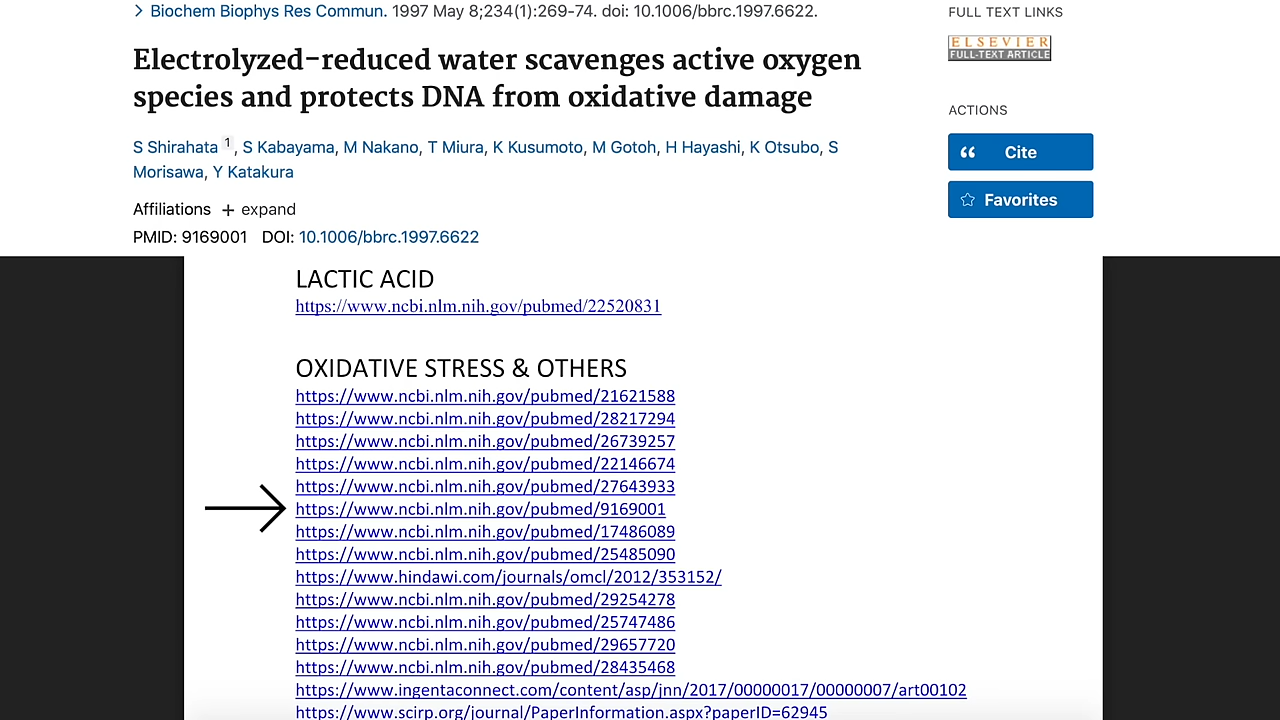 Biochem Biophys Res Commun. 1997 May 8;234(1):269-74. doi: 10.1006/bbrc.1997.6622.
Electrolyzed-reduced water scavenges active oxygen
species and protects DNA from oxidative damage
S Shirahata 1, S Kabayama, M Nakano, T Miura, K Kusumoto, M Gotoh, H Hayashi, K Otsubo, S
Morisawa, Y Katakura
Affiliations + expand
PMID: 9169001 DOI: 10.1006/bbrc.1997.6622
FULL TEXT LINKS
ELSEVIER
FULL-TEXT ARTICLE
ACTIONS
Cite
Favorites
LACTIC ACID
https://www.ncbi.nlm.nih.gov/pubmed/22520831
OXIDATIVE STRESS & OTHERS
https://www.ncbi.nlm.nih.gov/pubmed/21621588
https://www.ncbi.nlm.nih.gov/pubmed/28217294
https://www.ncbi.nlm.nih.gov/pubmed/26739257
https://www.ncbi.nlm.nih.gov/pubmed/22146674
https://www.ncbi.nlm.nih.gov/pubmed/27643933
https://www.ncbi.nlm.nih.gov/pubmed/9169001
https://www.ncbi.nlm.nih.gov/pubmed/17486089
https://www.ncbi.nlm.nih.gov/pubmed/25485090
https://www.hindawi.com/journals/omcl/2012/353152/
https://www.ncbi.nlm.nih.gov/pubmed/29254278
https://www.ncbi.nlm.nih.gov/pubmed/25747486
https://www.ncbi.nlm.nih.gov/pubmed/29657720
https://www.ncbi.nlm.nih.gov/pubmed/28435468
https://www.ingentaconnect.com/content/asp/jnn/2017/00000017/00000007/art00102
https://www.scirp.org/journal/PaperInformation.aspx?paperID=62945